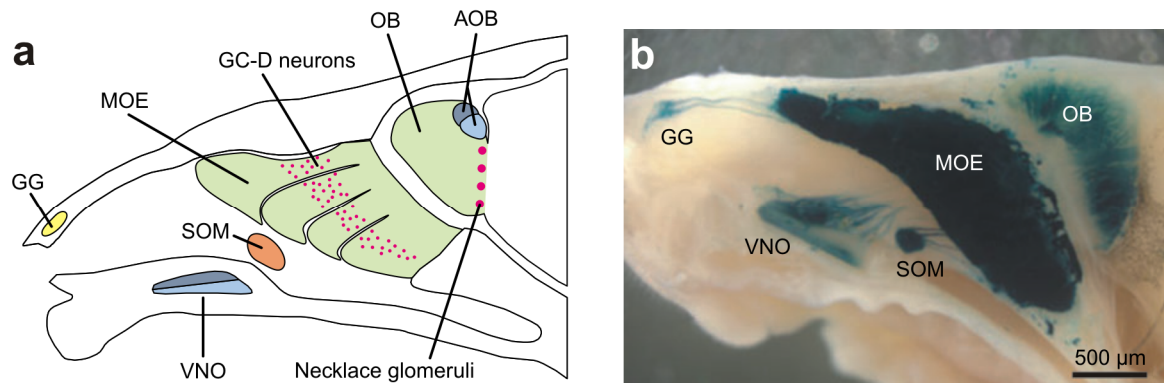 a
OB
AOB
GC-D neurons
MOE
GG
SOM
VNO
Necklace glomeruli
b
GG
MOE
OB
VNO
SOM
500 µm